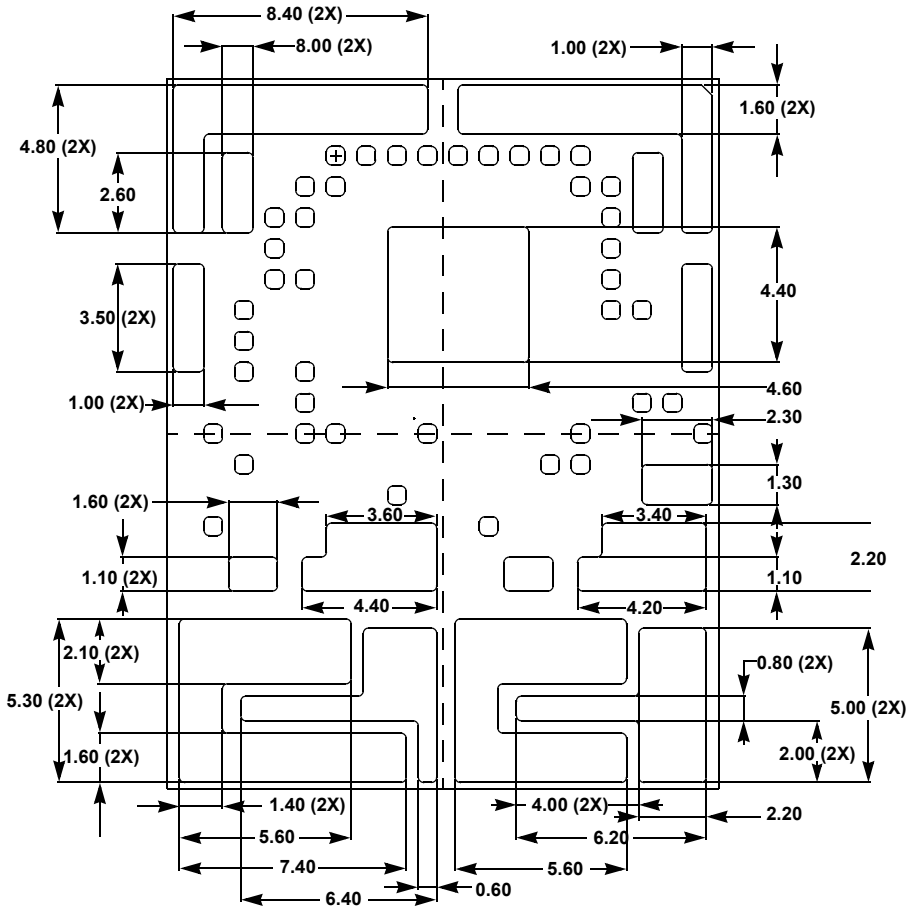 8.40 (2X)
8.00 (2X)
1.00 (2X)
1.60 (2X)
4.80 (2X)
2.60
4.40
3.50 (2X)
4.60
1.00 (2X)
2.30
1.30
1.60 (2X)
3.60
3.40
2.20
1.10 (2X)
1.10
4.40
4.20
2.10 (2X)
0.80 (2X)
5.30 (2X)
5.00 (2X)
1.60 (2X)
2.00 (2X)
1.40 (2X)
4.00 (2X)
2.20
5.60
6.20
7.40
5.60
6.40
0.60